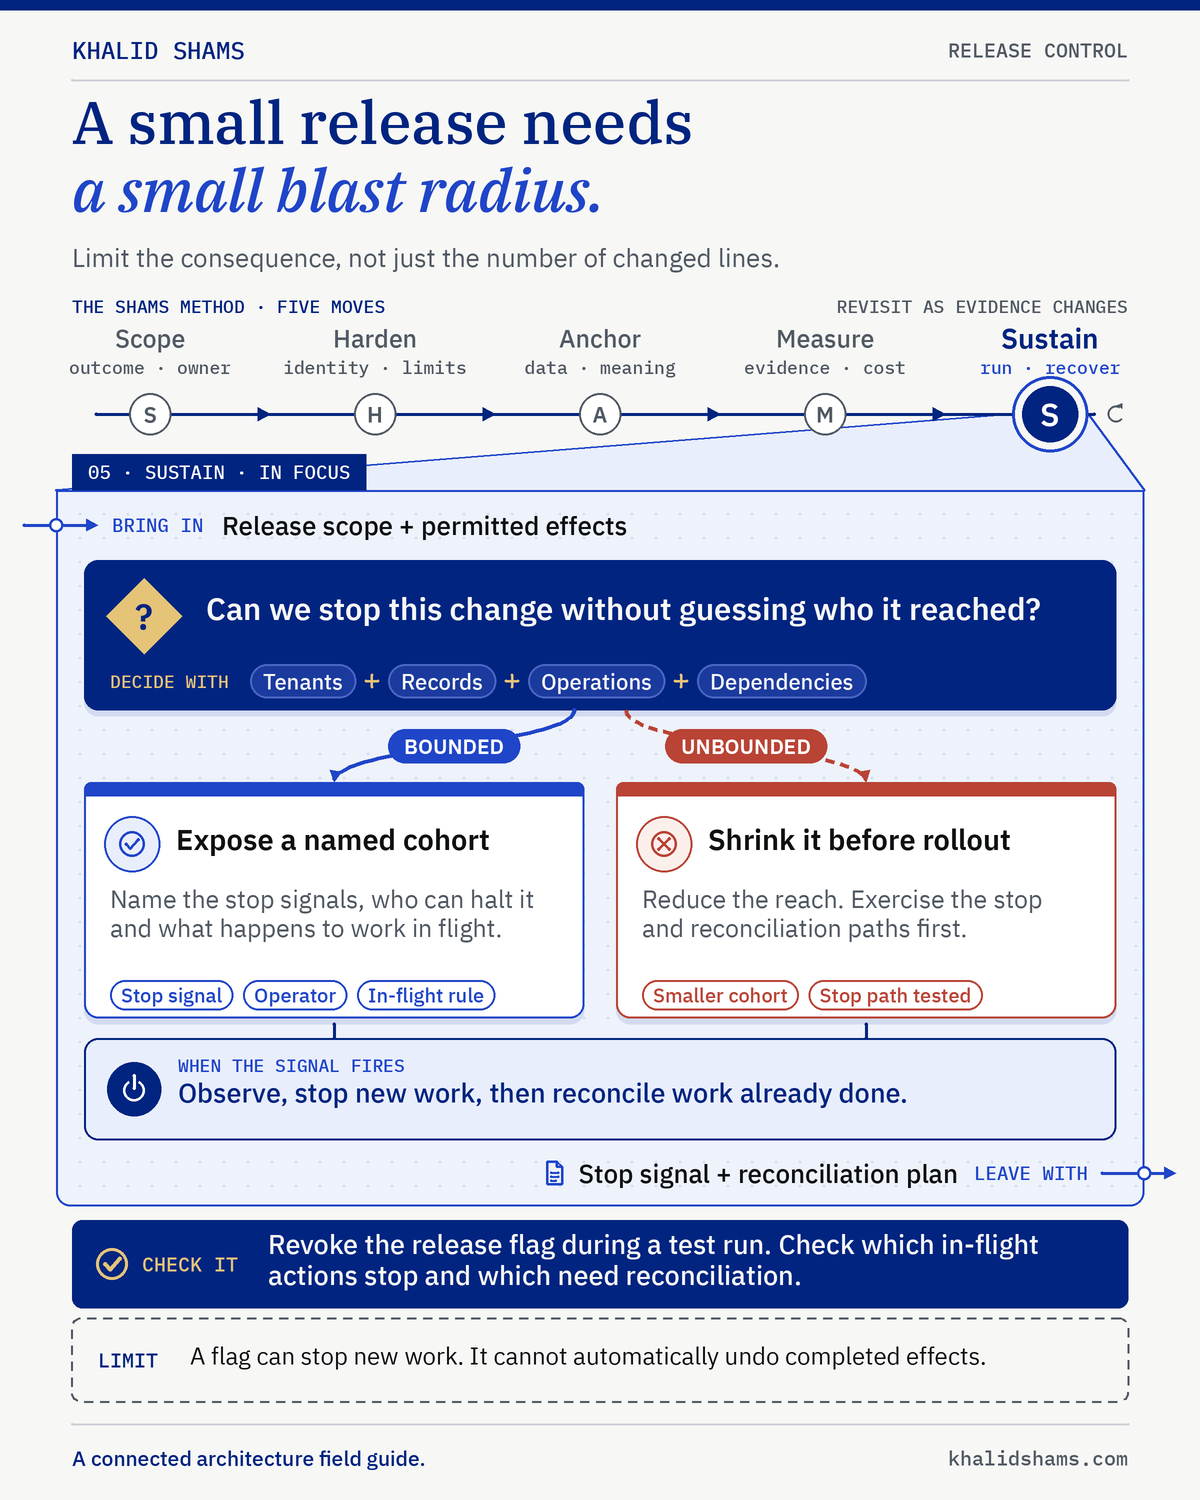 KHALID SHAMS
RELEASE CONTROL
A small release needs
a small blast radius.
Limit the consequence, not just the number of changed lines.
THE SHAMS METHOD · FIVE MOVES
REVISIT AS EVIDENCE CHANGES
Scope
outcome · owner
Harden
identity · limits
Anchor
data · meaning
Measure
evidence · cost
Sustain
run · recover
S
H
A
M
S
05 · SUSTAIN · IN FOCUS
BRING IN Release scope + permitted effects
?
Can we stop this change without guessing who it reached?
DECIDE WITH Tenants + Records + Operations + Dependencies
BOUNDED
UNBOUNDED
Expose a named cohort
Name the stop signals, who can halt it
and what happens to work in flight.
Stop signal Operator In-flight rule
Shrink it before rollout
Reduce the reach. Exercise the stop
and reconciliation paths first.
Smaller cohort Stop path tested
WHEN THE SIGNAL FIRES
Observe, stop new work, then reconcile work already done.
Stop signal + reconciliation plan LEAVE WITH
CHECK IT
Revoke the release flag during a test run. Check which in-flight
actions stop and which need reconciliation.
LIMIT
A flag can stop new work. It cannot automatically undo completed effects.
A connected architecture field guide.
khalidshams.com